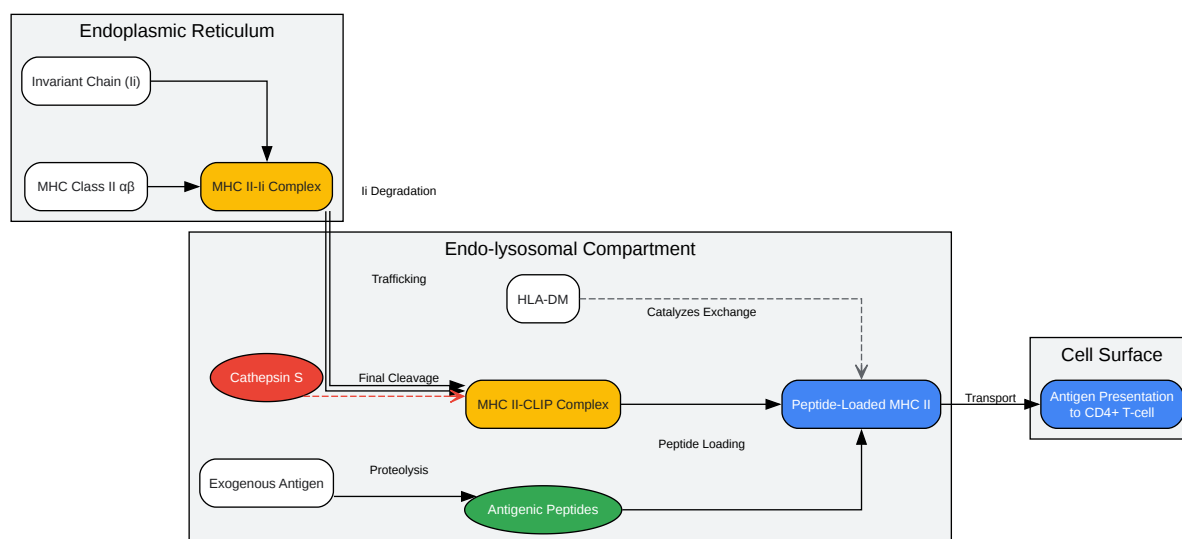 Endoplasmic Reticulum
Invariant Chain (Ii)
MHC Class II αβ
MHC II-Ii Complex
Ii Degradation
Endo-lysosomal Compartment
Trafficking
HLA-DM
Catalyzes Exchange
Cathepsin S
Final Cleavage
MHC II-CLIP Complex
Peptide-Loaded MHC II
Peptide Loading
Exogenous Antigen
Proteolysis
Antigenic Peptides
Transport
Cell Surface
Antigen Presentation
to CD4+ T-cell